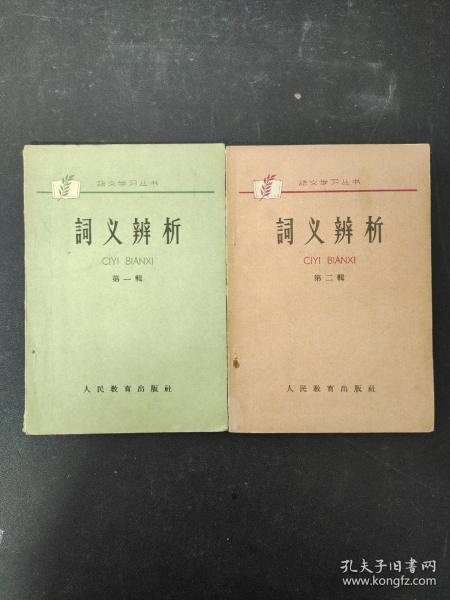 語文学习丛书
詞义辨析
CIYI BIANXI
第一輯
人民教育出版社
語文学习丛书
詞义辨析
CIYI BIANXI
第二輯
人民教育出版社
孔夫子旧书网
www.kongfz.com